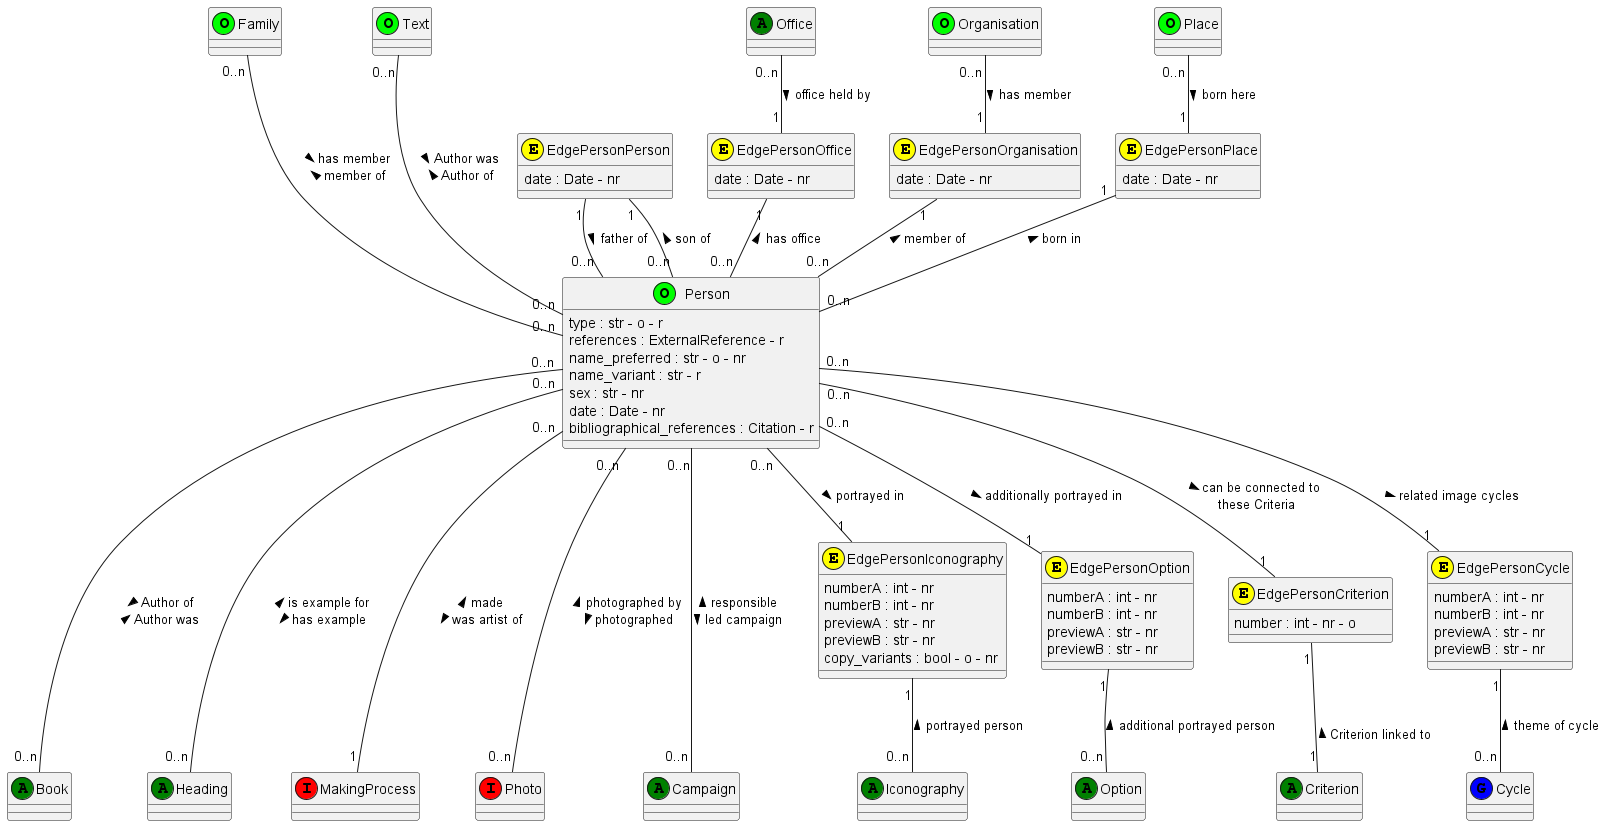 O Family
O Text
A Office
O Organisation
O Place
0..n
0..n
0..n
0..n
0..n
office held by
has member
born here
1
1
1
E EdgePersonPerson
date : Date - nr
E EdgePersonOffice
date : Date - nr
E EdgePersonOrganisation
date : Date - nr
E EdgePersonPlace
date : Date - nr
has member
member of
Author was
Author of
1
1
1
1
1
father of
son of
has office
member of
born in
0..n
0..n
0..n
0..n
0..n
0..n
0..n
O Person
type : str - o - r
references : ExternalReference - r
name_preferred : str - o - nr
name_variant : str - r
sex : str - nr
date : Date - nr
bibliographical_references : Citation - r
0..n
0..n
0..n
0..n
0..n
0..n
0..n
0..n
0..n
portrayed in
additionally portrayed in
can be connected to
these Criteria
related image cycles
1
1
1
1
E EdgePersonIconography
numberA : int - nr
numberB : int - nr
previewA : str - nr
previewB : str - nr
copy_variants : bool - o - nr
E EdgePersonOption
numberA : int - nr
numberB : int - nr
previewA : str - nr
previewB : str - nr
E EdgePersonCriterion
number : int - nr - o
E EdgePersonCycle
numberA : int - nr
numberB : int - nr
previewA : str - nr
previewB : str - nr
Author of
Author was
is example for
has example
made
was artist of
photographed by
photographed
responsible
led campaign
1
1
1
1
portrayed person
additional portrayed person
Criterion linked to
theme of cycle
0..n
0..n
1
0..n
0..n
0..n
0..n
1
0..n
A Book
A Heading
I MakingProcess
I Photo
A Campaign
A Iconography
A Option
A Criterion
G Cycle